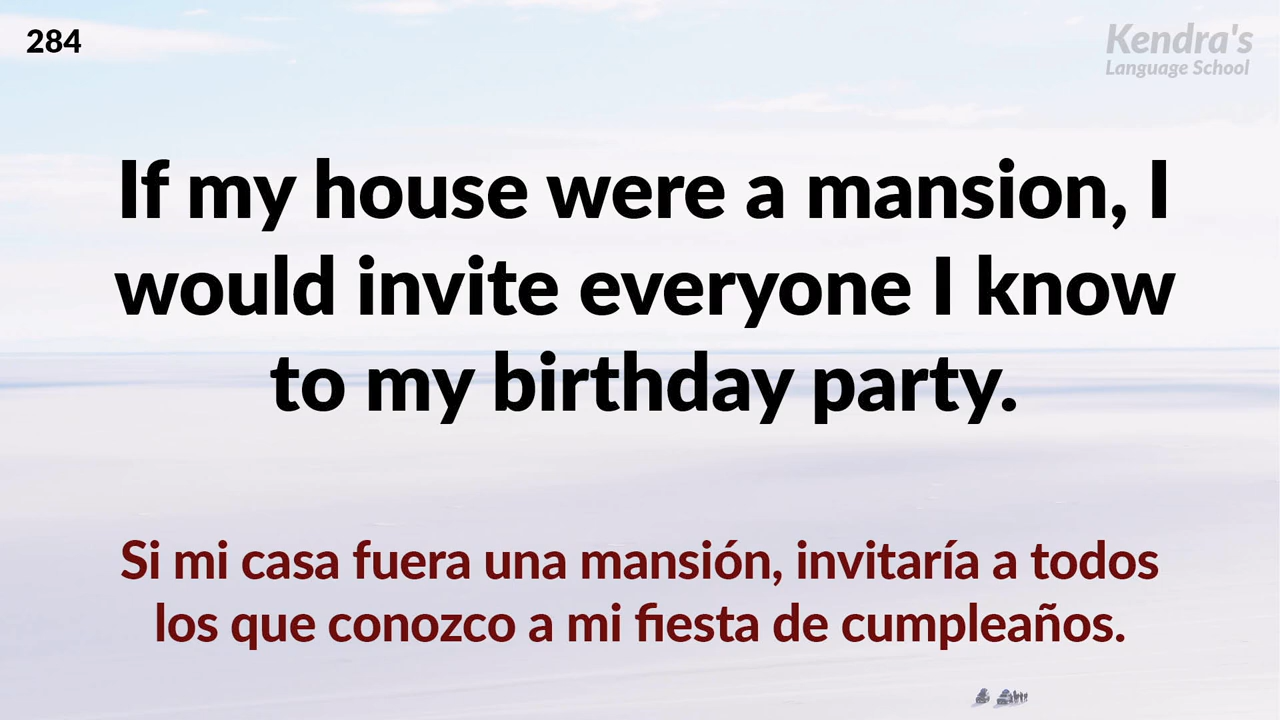 284
Kendra's
Language School
If my house were a mansion, I
would invite everyone I know
to my birthday party.
Si mi casa fuera una mansión, invitaría a todos
los que conozco a mi fiesta de cumpleaños.